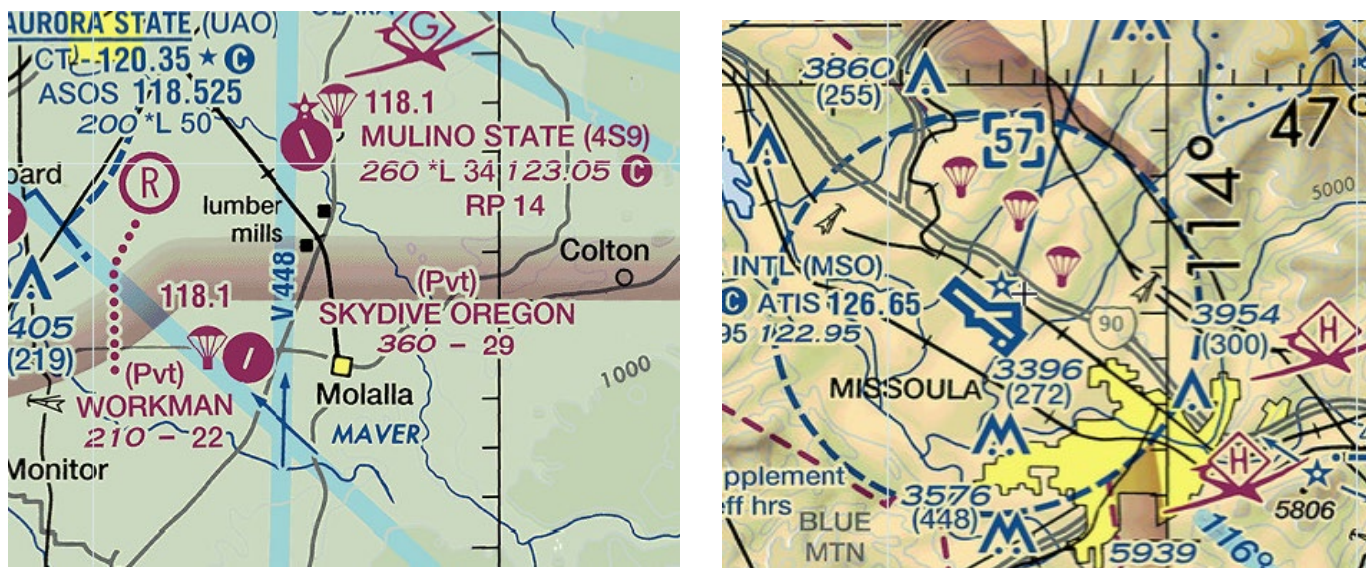 AURORA STATE (UAO)
CT - 120.35 ★ C
ASOS 118.525
200 *L 50
G
118.1
MULINO STATE (4S9)
260 *L 34 123.05 C
RP 14
R
lumber
mills
Colton
V 448
118.1
(Pvt)
SKYDIVE OREGON
360 - 29
405
(219)
(Pvt)
WORKMAN
210 - 22
Molalla
MAVER
1000
Monitor
3860
(255)
57
47°
114°
5000
INTL (MSO)
C ATIS 126.65
95 122.95
90
3954
(300)
H
3396
(272)
MISSOULA
H
pplement
eff hrs
3576
(448)
BLUE
MTN
5806
116°
5939